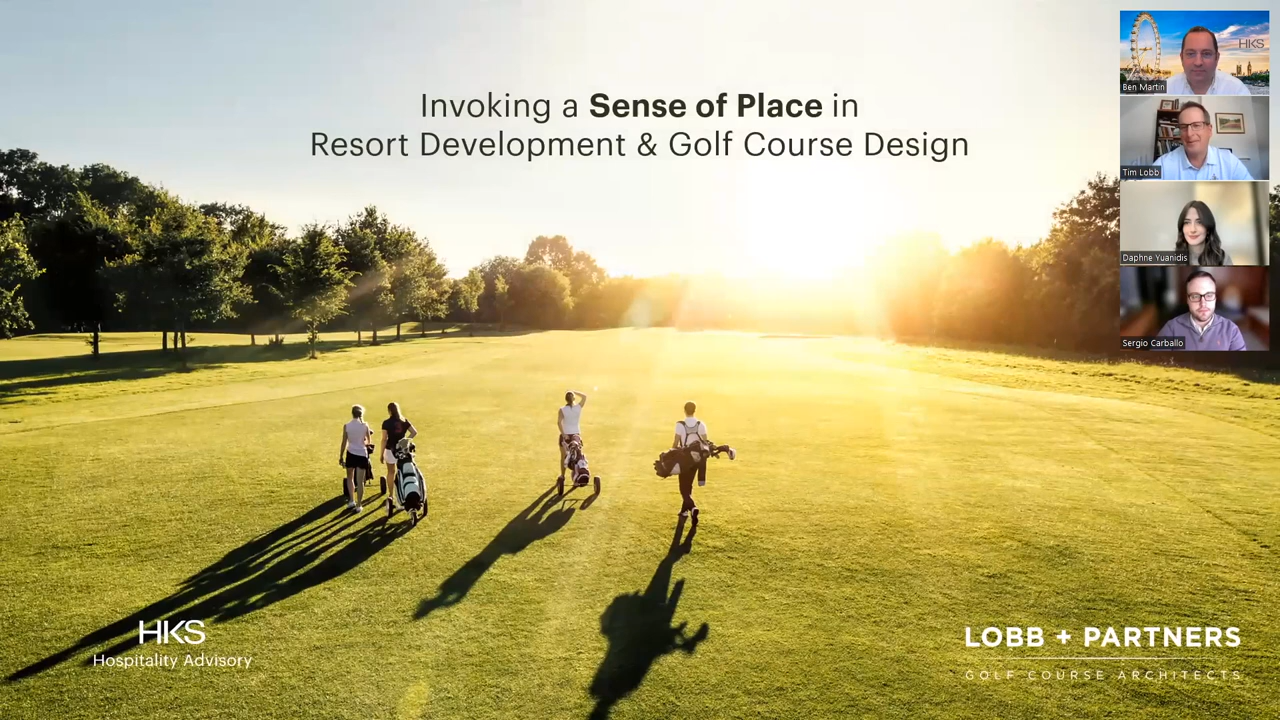 Invoking a Sense of Place in
Resort Development & Golf Course Design
HKS
Ben Martin
Tim Lobb
Daphne Yuanidis
Sergio Carballo
HKS
Hospitality Advisory
LOBB + PARTNERS
GOLF COURSE ARCHITECTS